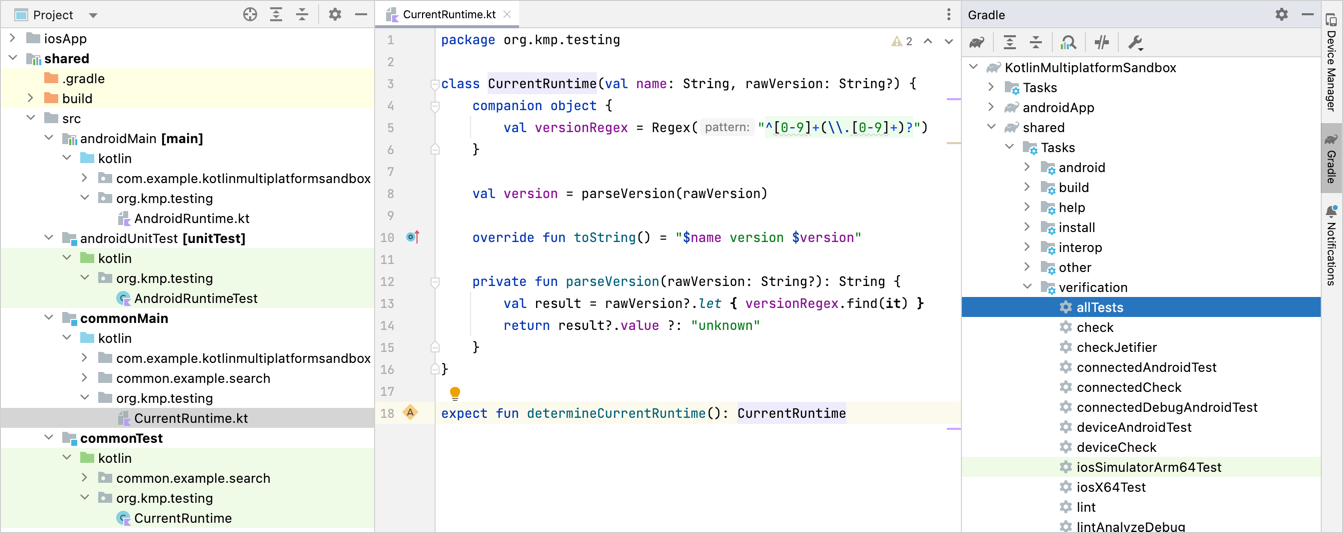 Project
iosApp
shared
.gradle
build
src
androidMain [main]
kotlin
com.example.kotlinmultiplatformsandbox
org.kmp.testing
AndroidRuntime.kt
androidUnitTest [unitTest]
kotlin
org.kmp.testing
AndroidRuntimeTest
commonMain
kotlin
com.example.kotlinmultiplatformsandbox
common.example.search
org.kmp.testing
CurrentRuntime.kt
commonTest
kotlin
common.example.search
org.kmp.testing
CurrentRuntime
CurrentRuntime.kt
2
1 package org.kmp.testing
2
3 class CurrentRuntime(val name: String, rawVersion: String?) {
4 companion object {
5 val versionRegex = Regex( pattern: "^[0-9]+(\\.[0-9]+)?")
6 }
7
8 val version = parseVersion(rawVersion)
9
10 override fun toString() = "$name version $version"
11
12 private fun parseVersion(rawVersion: String?): String {
13 val result = rawVersion?.let { versionRegex.find(it) }
14 return result?.value ?: "unknown"
15 }
16 }
17
18 A expect fun determineCurrentRuntime(): CurrentRuntime
Gradle
KotlinMultiplatformSandbox
Tasks
androidApp
shared
Tasks
android
build
help
install
interop
other
verification
allTests
check
checkJetifier
connectedAndroidTest
connectedCheck
connectedDebugAndroidTest
deviceAndroidTest
deviceCheck
iosSimulatorArm64Test
iosX64Test
lint
lintAnalyzeDebug
Device Manager
Gradle
Notifications